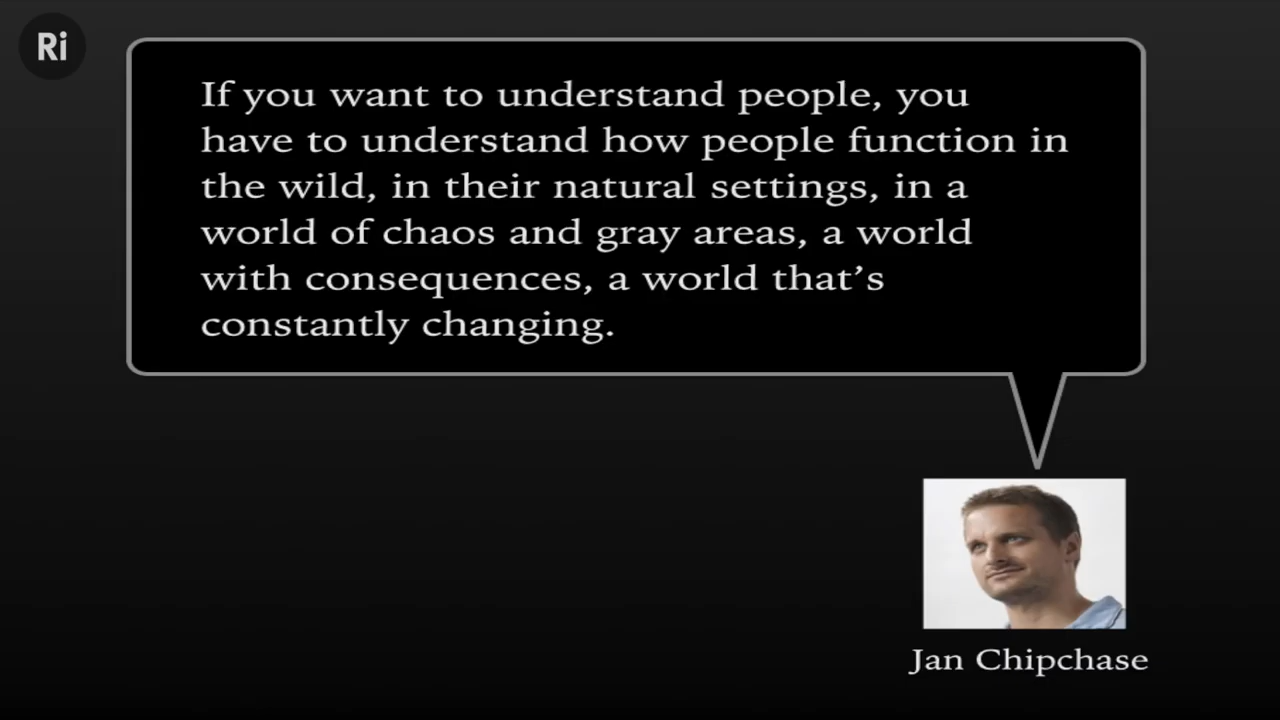 Ri
If you want to understand people, you
have to understand how people function in
the wild, in their natural settings, in a
world of chaos and gray areas, a world
with consequences, a world that’s
constantly changing.
Jan Chipchase